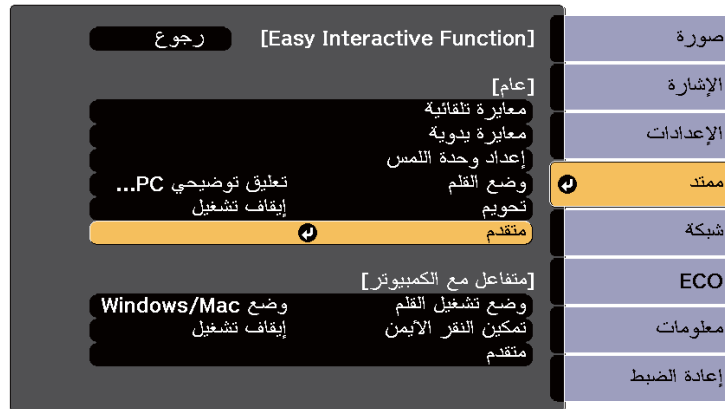 صورة
الإشارة
الإعدادات
ممتد
شبكة
ECO
معلومات
إعادة الضبط
[Easy Interactive Function] رجوع
[عام]
معايرة تلقائية
معايرة يدوية
إعداد وحدة اللمس
وضع القلم تعليق توضيحي PC...
تحويم إيقاف تشغيل
متقدم
[متفاعل مع الكمبيوتر]
وضع تشغيل القلم وضع Windows/Mac
تمكين النقر الأيمن إيقاف تشغيل
متقدم